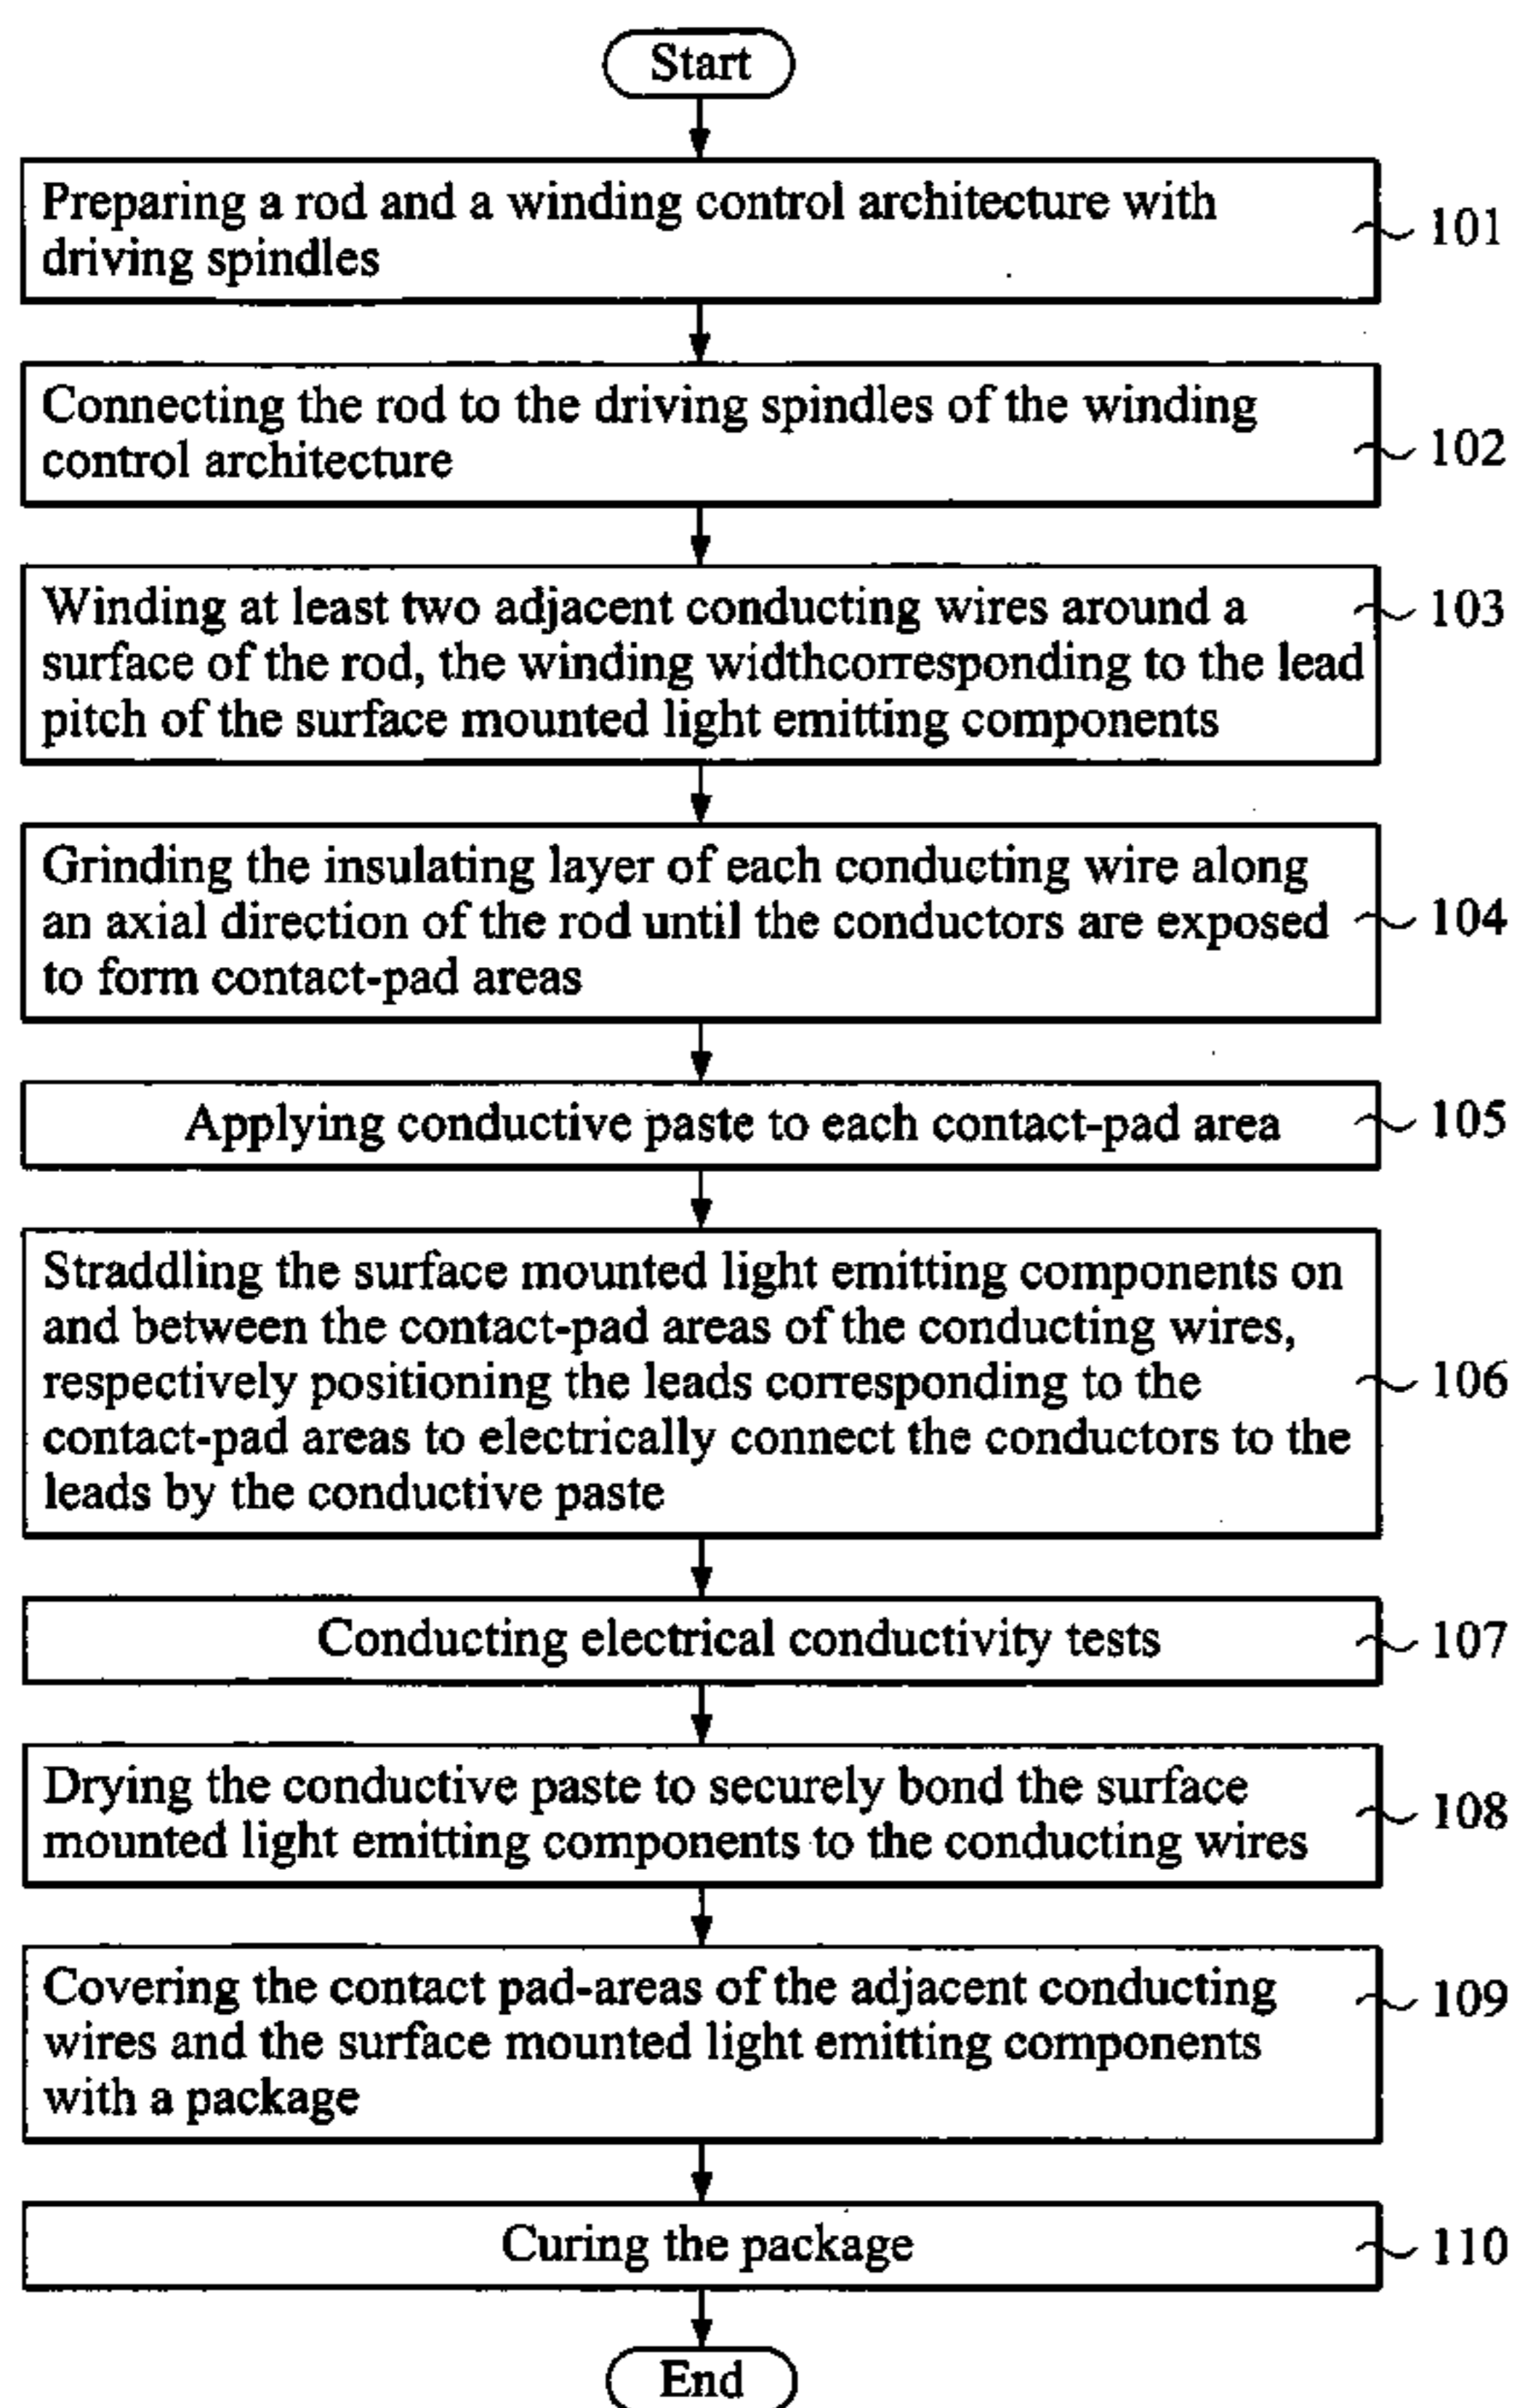 Start
Preparing a rod and a winding control architecture with
driving spindles
101
Connecting the rod to the driving spindles of the winding
control architecture
102
Winding at least two adjacent conducting wires around a
surface of the rod, the winding widthcorresponding to the lead
pitch of the surface mounted light emitting components
103
Grinding the insulating layer of each conducting wire along
an axial direction of the rod until the conductors are exposed
to form contact-pad areas
104
Applying conductive paste to each contact-pad area
105
Straddling the surface mounted light emitting components on
and between the contact-pad areas of the conducting wires,
respectively positioning the leads corresponding to the
contact-pad areas to electrically connect the conductors to the
leads by the conductive paste
106
Conducting electrical conductivity tests
107
Drying the conductive paste to securely bond the surface
mounted light emitting components to the conducting wires
108
Covering the contact pad-areas of the adjacent conducting
wires and the surface mounted light emitting components
with a package
109
Curing the package
110
End